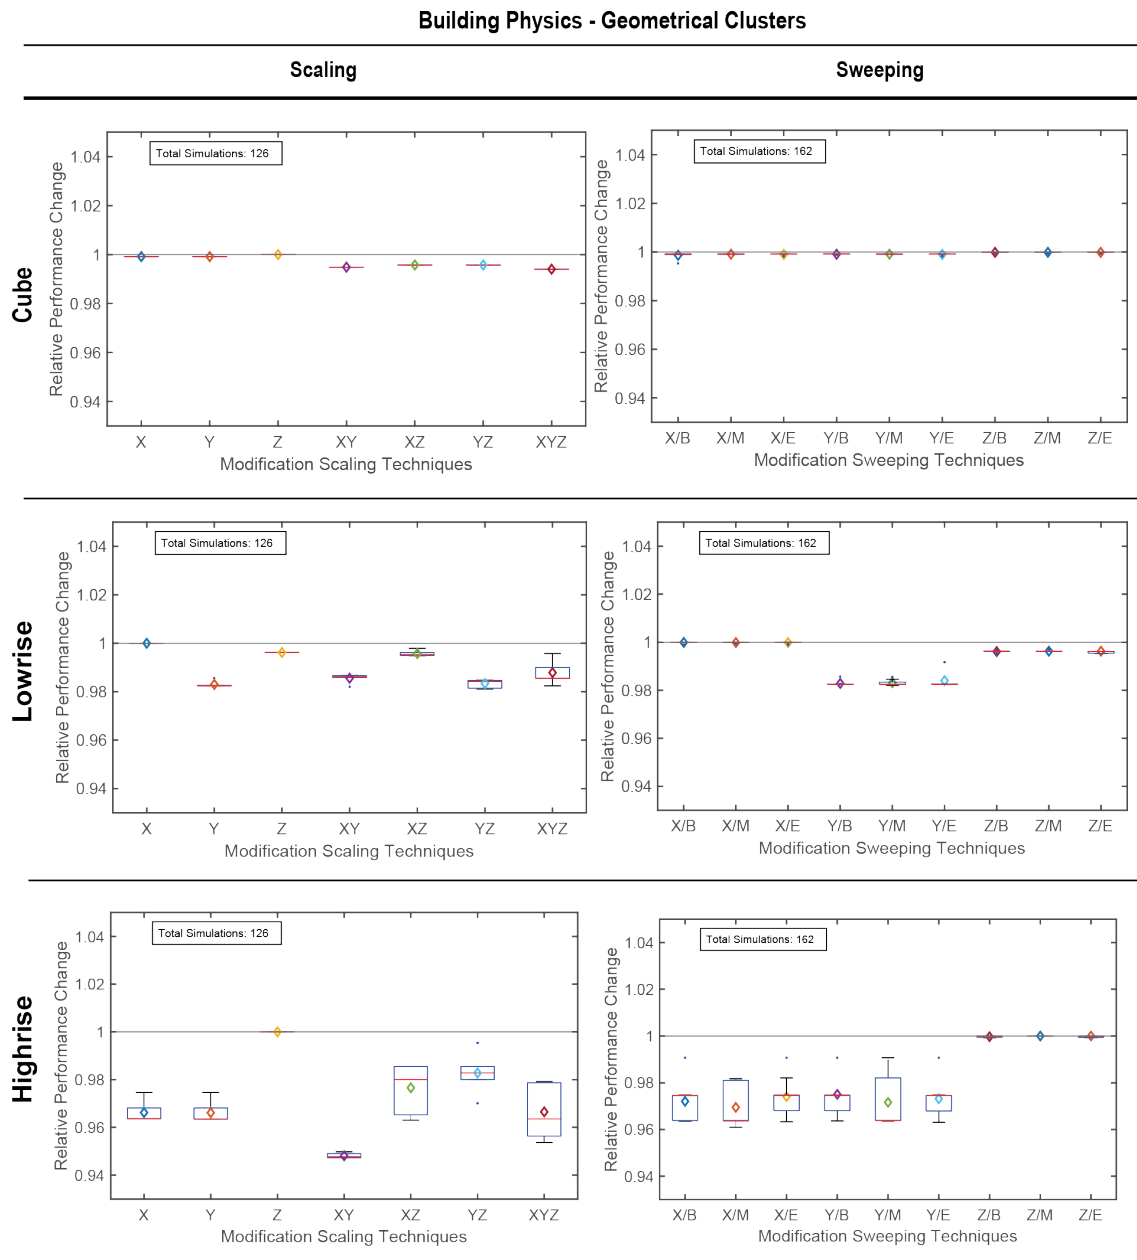 Building Physics - Geometrical Clusters
Scaling
Sweeping
Cube
Relative Performance Change
1.04
1.02
1
0.98
0.96
0.94
Total Simulations: 126
X Y Z XY XZ YZ XYZ
Modification Scaling Techniques
Relative Performance Change
1.04
1.02
1
0.98
0.96
0.94
Total Simulations: 162
X/B X/M X/E Y/B Y/M Y/E Z/B Z/M Z/E
Modification Sweeping Techniques
Lowrise
Relative Performance Change
1.04
1.02
1
0.98
0.96
0.94
Total Simulations: 126
X Y Z XY XZ YZ XYZ
Modification Scaling Techniques
Relative Performance Change
1.04
1.02
1
0.98
0.96
0.94
Total Simulations: 162
X/B X/M X/E Y/B Y/M Y/E Z/B Z/M Z/E
Modification Sweeping Techniques
Highrise
Relative Performance Change
1.04
1.02
1
0.98
0.96
0.94
Total Simulations: 126
X Y Z XY XZ YZ XYZ
Modification Scaling Techniques
Relative Performance Change
1.04
1.02
1
0.98
0.96
0.94
Total Simulations: 162
X/B X/M X/E Y/B Y/M Y/E Z/B Z/M Z/E
Modification Sweeping Techniques